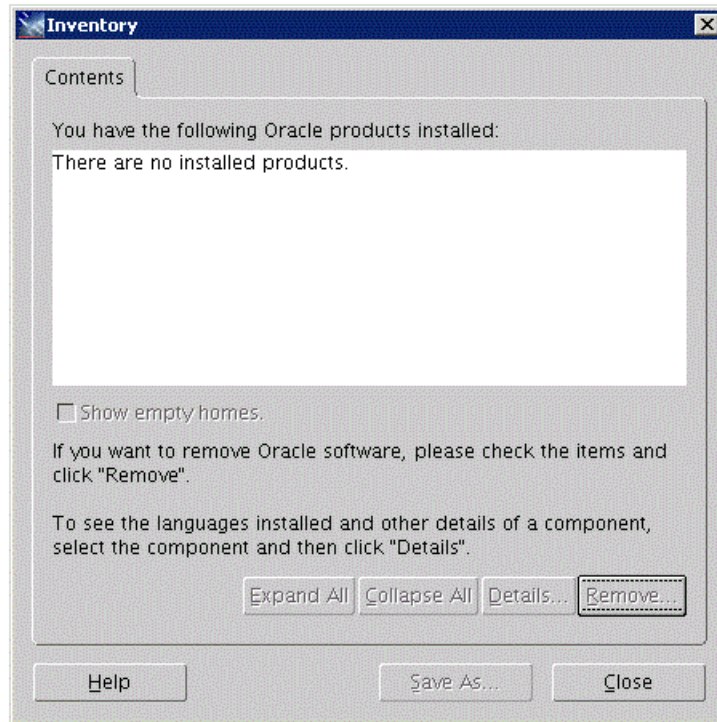 Inventory
Contents
You have the following Oracle products installed:
There are no installed products.
Show empty homes.
If you want to remove Oracle software, please check the items and
click "Remove".
To see the languages installed and other details of a component,
select the component and then click "Details".
Expand All Collapse All Details... Remove...
Help Save As... Close